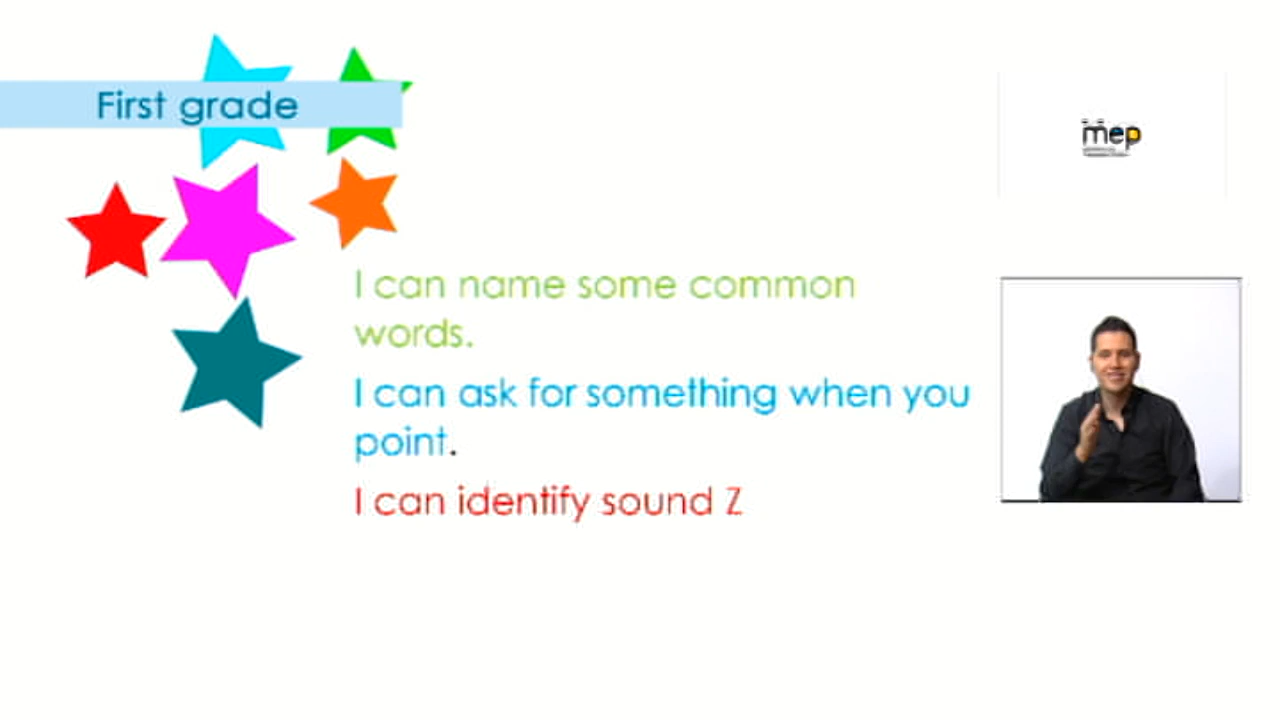 First grade
mep
I can name some common
words.
I can ask for something when you
point.
I can identify sound Z